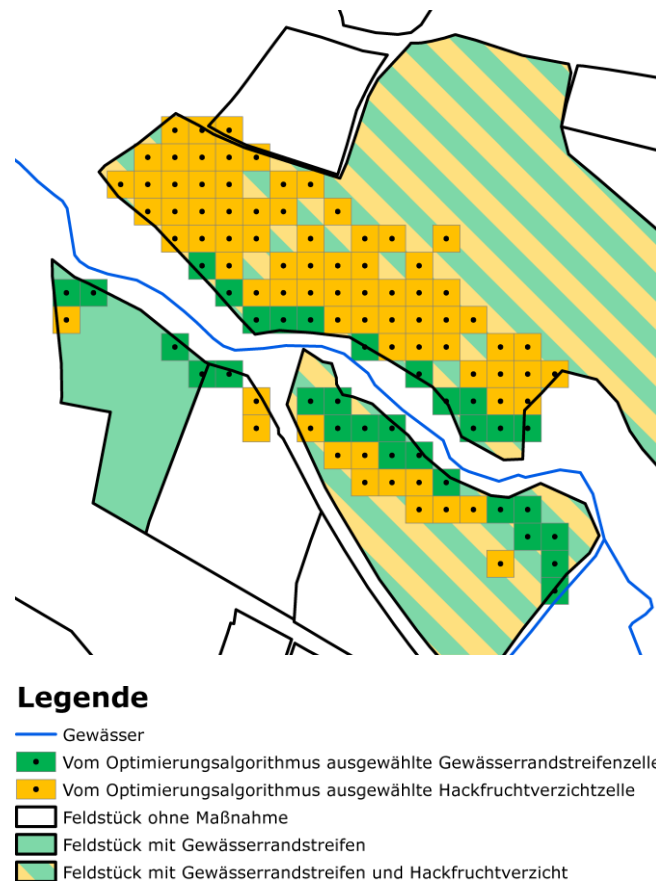 Legende
Gewässer
Vom Optimierungsalgorithmus ausgewählte Gewässerrandstreifenzelle
Vom Optimierungsalgorithmus ausgewählte Hackfruchtverzichtzelle
Feldstück ohne Maßnahme
Feldstück mit Gewässerrandstreifen
Feldstück mit Gewässerrandstreifen und Hackfruchtverzicht